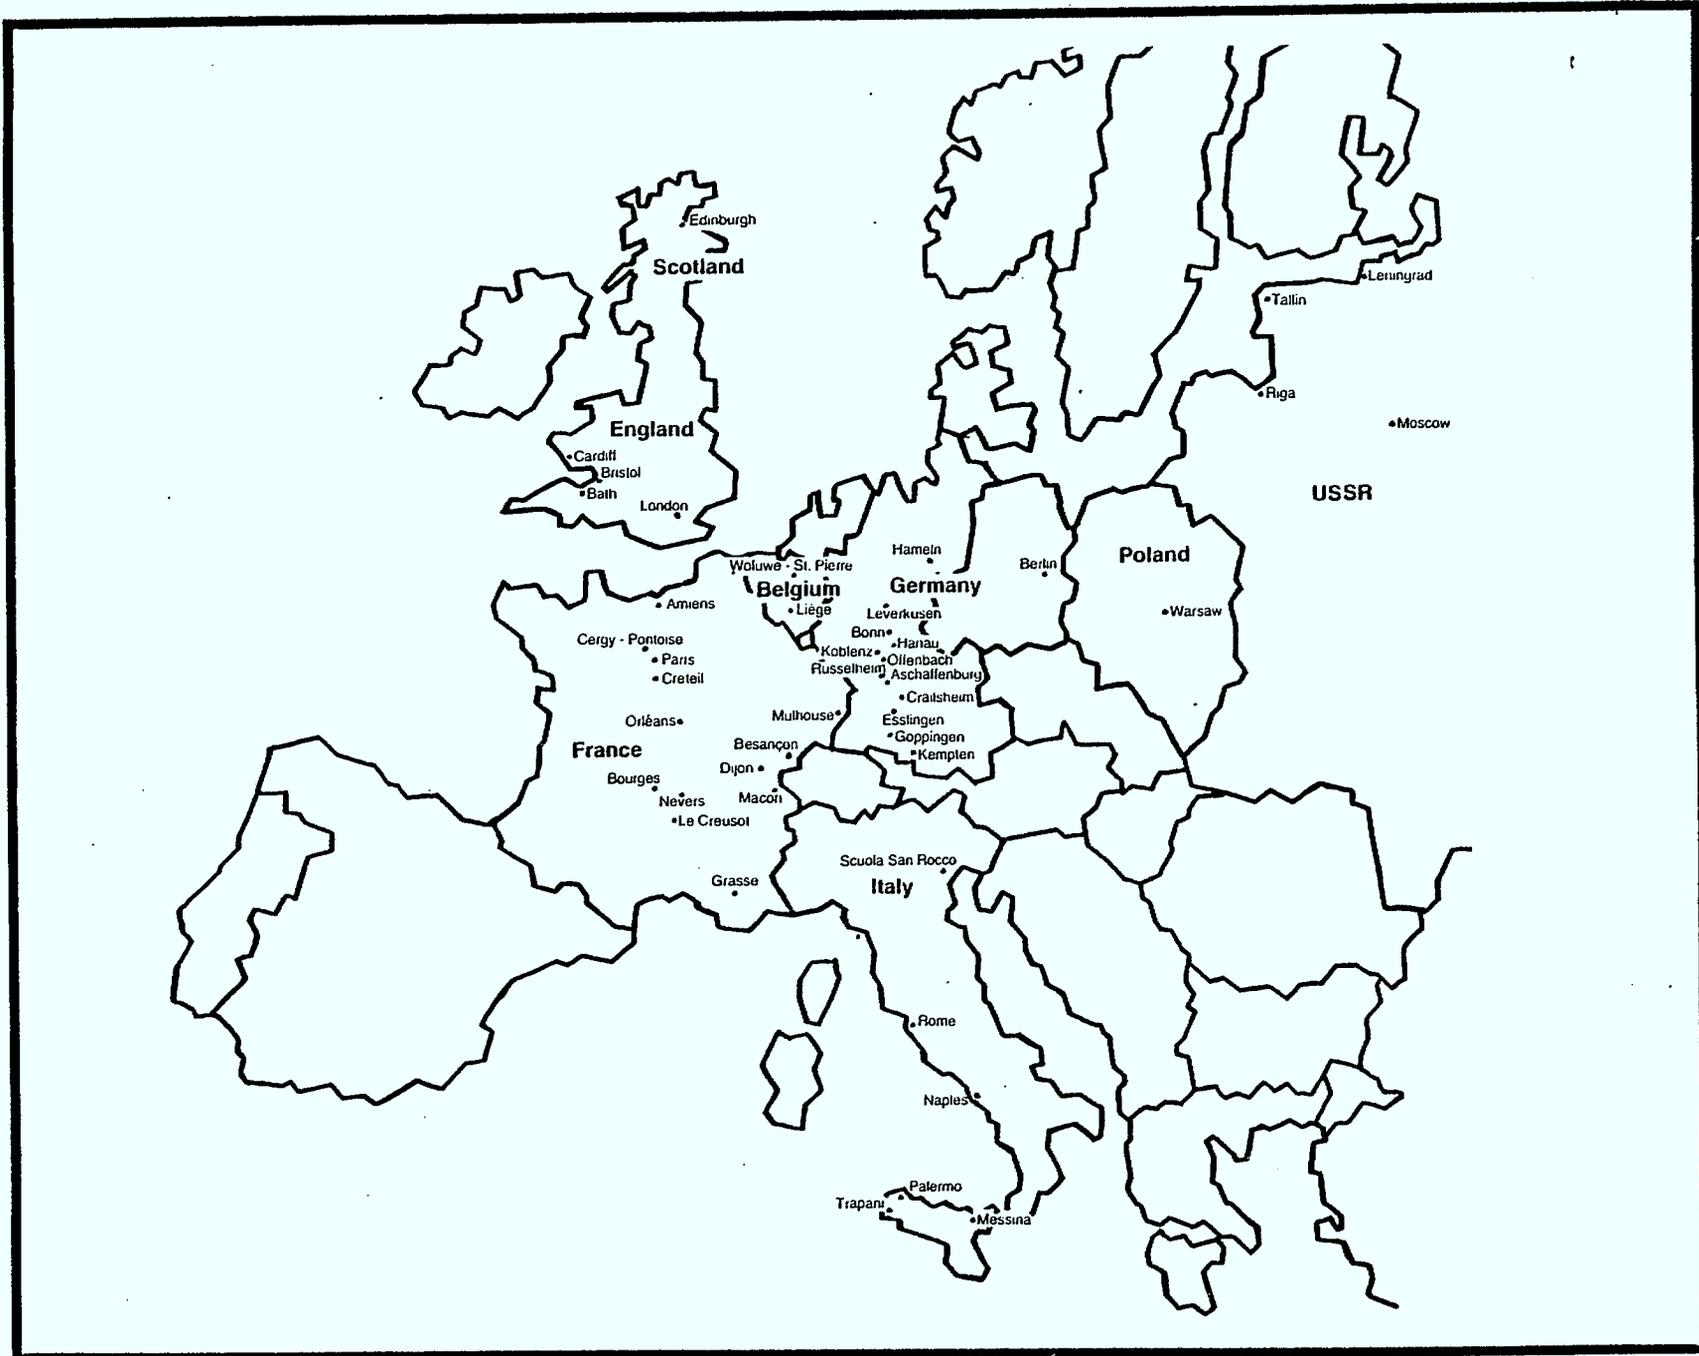 Edinburgh
Scotland
Leningrad
Tallin
Riga
Moscow
England
Cardiff
Bristol
Bath
London
USSR
Hameln
Poland
Woluwe - St. Pierre
Berlin
Belgium
Germany
Amiens
Liège
Leverkusen
Warsaw
Bonn
Cergy - Pontoise
Hanau
Koblenz
Paris
Offenbach
Russelheim
Creteil
Aschaffenburg
Crailsheim
Mulhouse
Orléans
Esslingen
Goppingen
France
Besançon
Kempten
Dijon
Bourges
Macon
Nevers
Le Creusot
Scuola San Rocco
Grasse
Italy
Rome
Naples
Palermo
Trapani
Messina